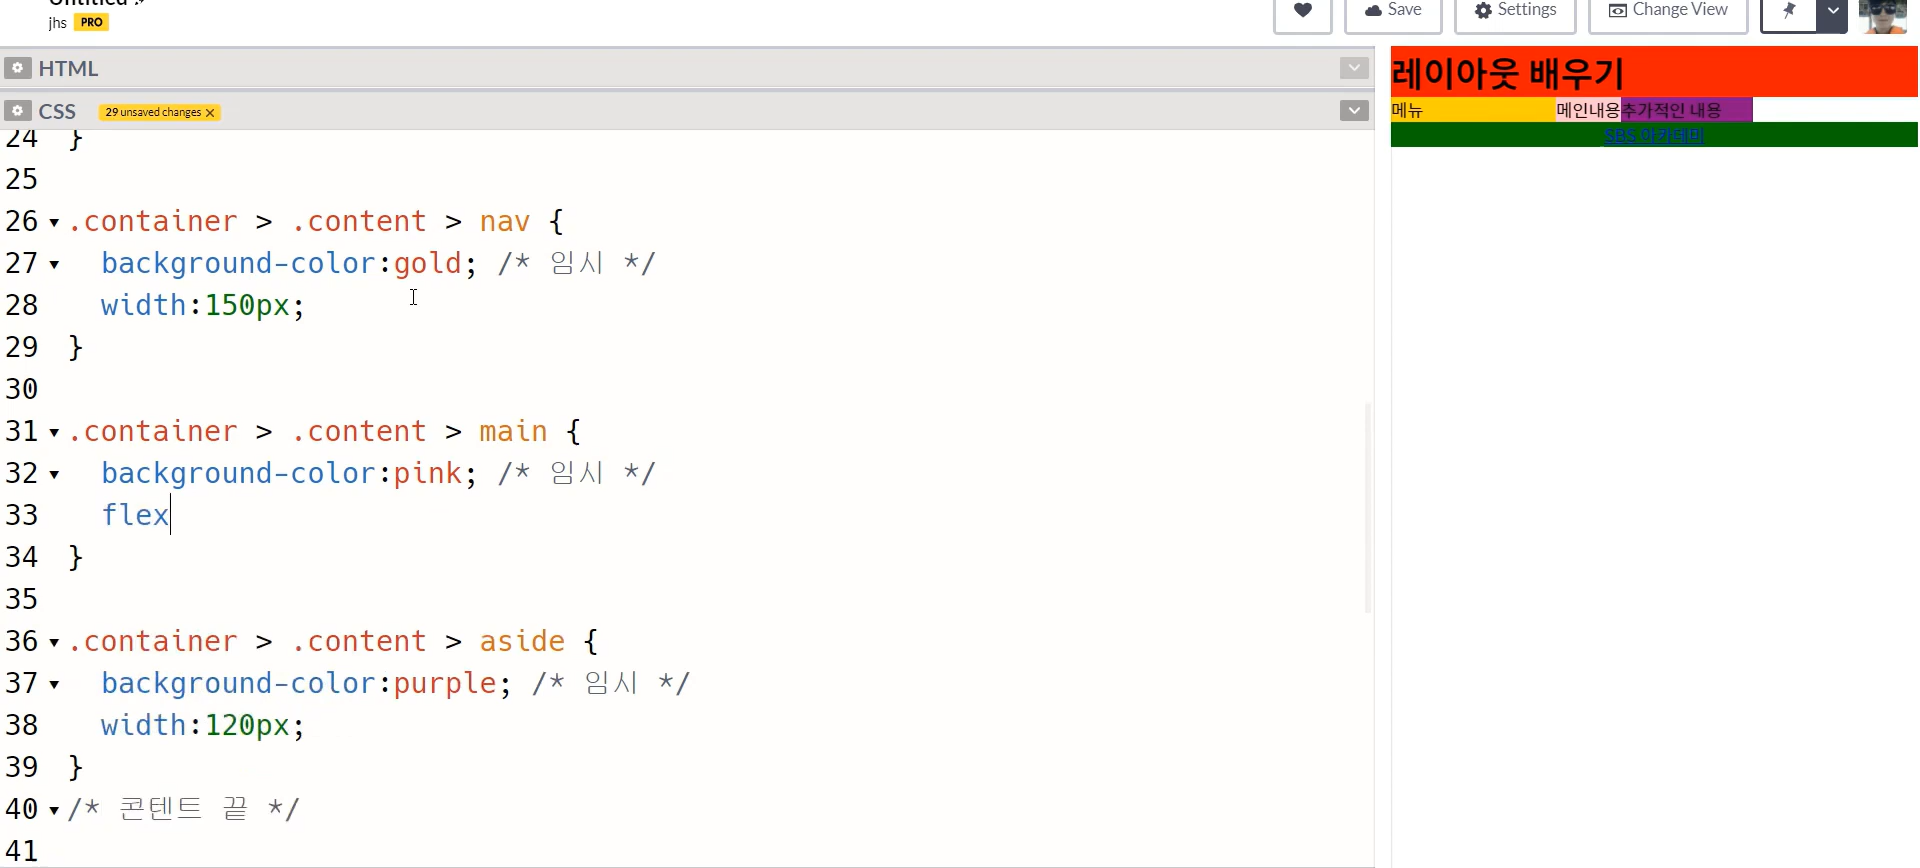 Untitled
jhs PRO
Save
Settings
Change View
HTML
CSS 29 unsaved changes ×
24 }
25
26 .container > .content > nav {
27 background-color:gold; /* 임시 */
28 width:150px;
29 }
30
31 .container > .content > main {
32 background-color:pink; /* 임시 */
33 flex
34 }
35
36 .container > .content > aside {
37 background-color:purple; /* 임시 */
38 width:120px;
39 }
40 /* 콘텐트 끝 */
41
레이아웃 배우기
메뉴 메인내용 추가적인 내용
SBS 아카데미